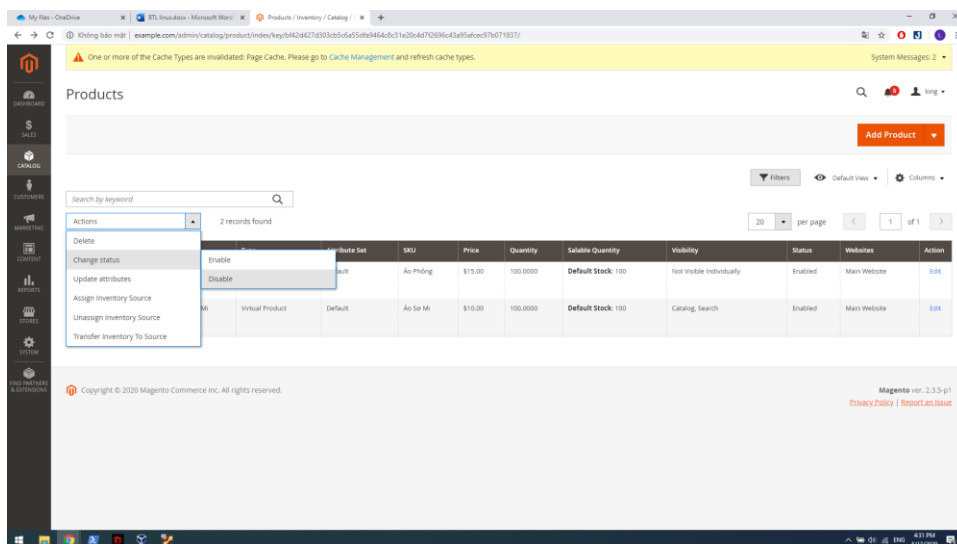 My files - OneDrive
BTL linux.docx - Microsoft Word
Products / Inventory / Catalog /
Không bảo mật | example.com/admin/catalog/product/index/key/
One or more of the Cache Types are invalidated: Page Cache. Please go to Cache Management and refresh cache types.
System Messages: 2
Products
5
long
Add Product
Filters
Default View
Columns
Search by keyword
Actions
2 records found
20 per page
1 of 1
Delete
Change status
Update attributes
Assign Inventory Source
Unassign Inventory Source
Transfer Inventory To Source
Enable
Disable
Attribute Set SKU Price Quantity Salable Quantity Visibility Status Websites Action
Áo Phông $15.00 100.0000 Default Stock: 100 Not Visible Individually Enabled Main Website Edit
Mi Virtual Product Default Áo Sơ Mi $10.00 100.0000 Default Stock: 100 Catalog, Search Enabled Main Website Edit
DASHBOARD
SALES
CATALOG
CUSTOMERS
MARKETING
CONTENT
REPORTS
STORES
SYSTEM
FIND PARTNERS
& EXTENSIONS
Copyright © 2020 Magento Commerce Inc. All rights reserved.
Magento ver. 2.3.5-p1
Privacy Policy | Report an Issue
ENG
4:31 PM